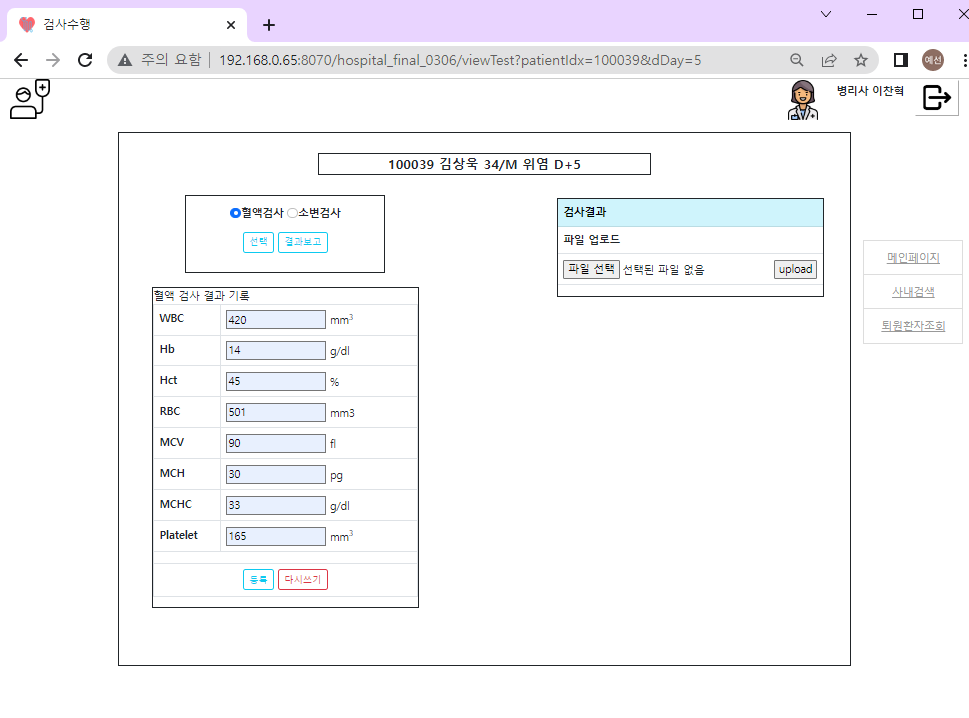 검사수행
주의 요함 192.168.0.65:8070/hospital_final_0306/viewTest?patientIdx=100039&dDay=5
예선
병리사 이찬혁
100039 김상욱 34/M 위염 D+5
혈액검사 소변검사
선택 결과보고
검사결과
파일 업로드
파일 선택 선택된 파일 없음 upload
메인페이지
사내검색
퇴원환자조회
혈액 검사 결과 기록
WBC 420 mm³
Hb 14 g/dl
Hct 45 %
RBC 501 mm3
MCV 90 fl
MCH 30 pg
MCHC 33 g/dl
Platelet 165 mm³
등록 다시쓰기